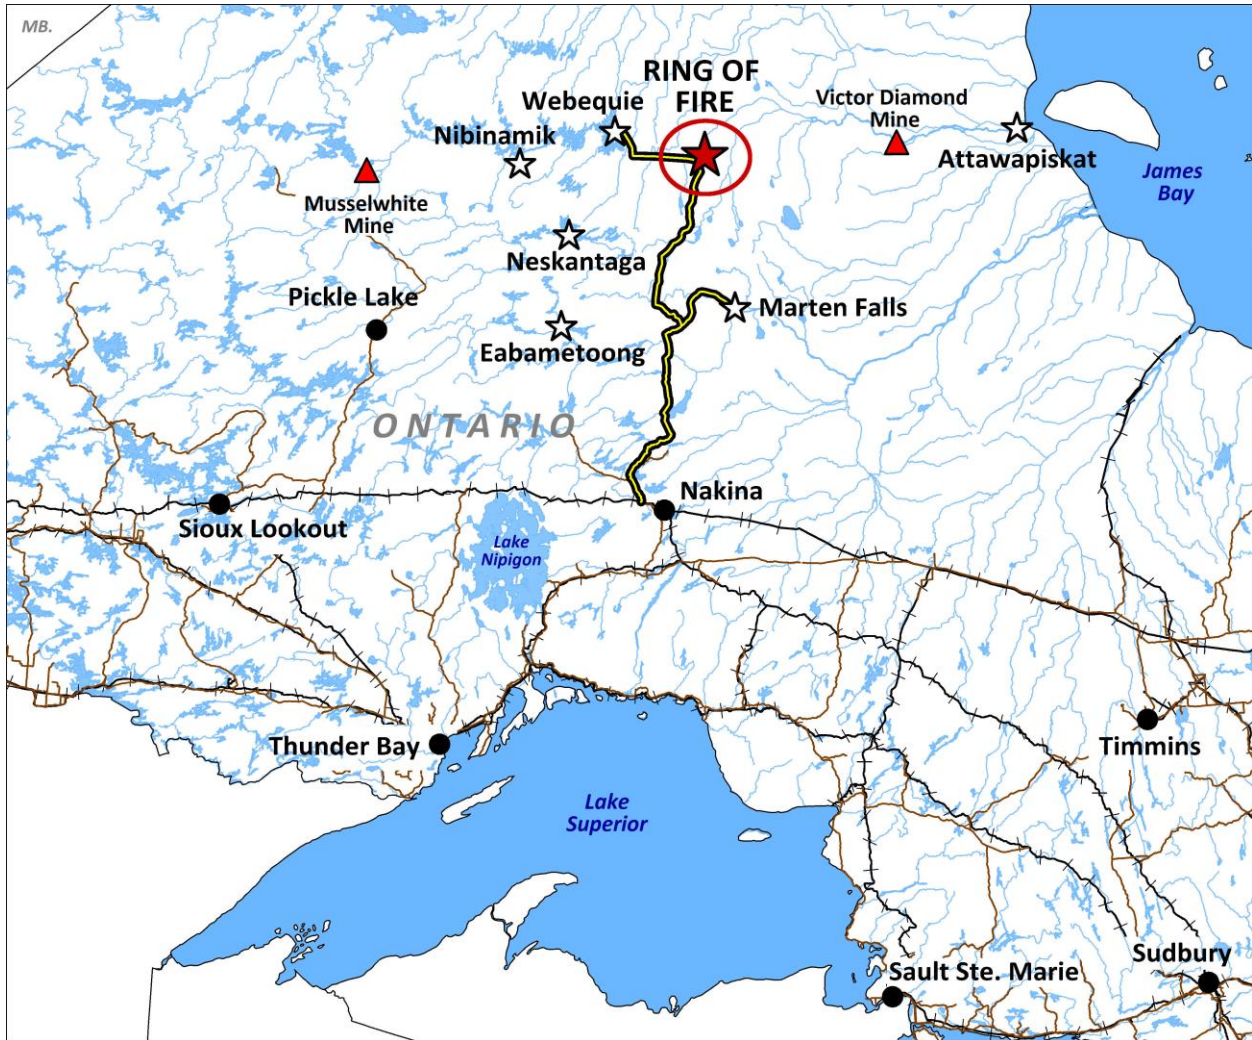 MB.
RING OF
FIRE
Webequie
Victor Diamond
Mine
Nibinamik
Attawapiskat
James
Bay
Musselwhite
Mine
Neskantaga
Pickle Lake
Marten Falls
Eabametoong
ONTARIO
Nakina
Sioux Lookout
Lake
Nipigon
Thunder Bay
Timmins
Lake
Superior
Sault Ste. Marie
Sudbury